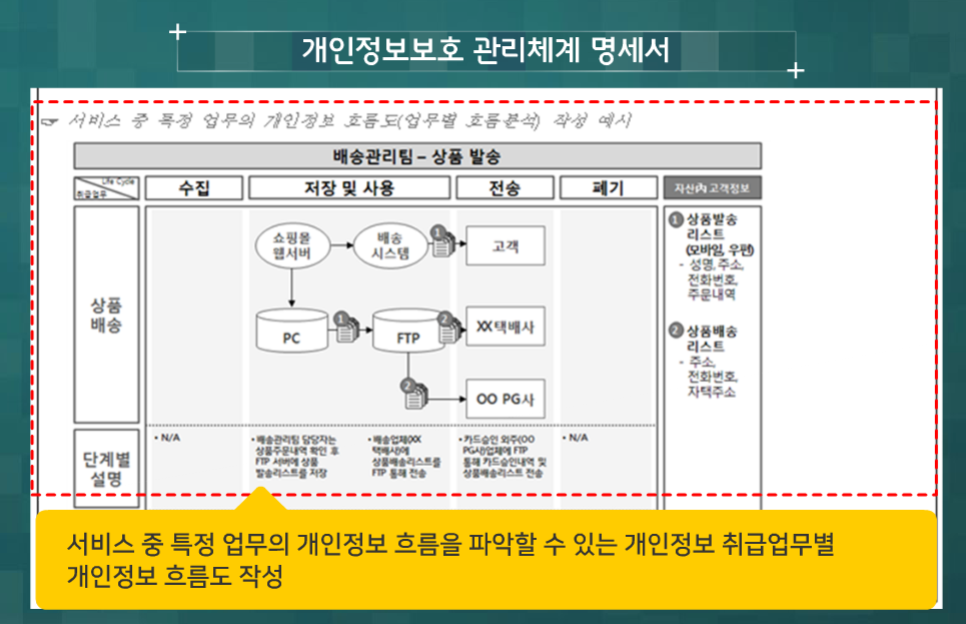 개인정보보호 관리체계 명세서
☞ 서비스 중 특정 업무의 개인정보 흐름도(업무별 흐름분석) 작성 예시
배송관리팀 – 상품 발송
Life Cycle
취급업무
수집
저장 및 사용
전송
폐기
자산內 고객정보
상품
배송
쇼핑몰
웹서버
배송
시스템
1
고객
PC
1
FTP
2
XX택배사
2
OO PG사
1 상품발송
리스트
(모바일, 우편)
- 성명, 주소,
전화번호,
주문내역
2 상품배송
리스트
- 주소,
전화번호,
자택주소
단계별
설명
• N/A
• 배송관리팀 담당자는
상품주문내역 확인 후
FTP 서버에 상품
발송리스트를 저장
• 배송업체(XX
택배사)에
상품배송리스트를
FTP 통해 전송
• 카드승인 외주(OO
PG사)업체에 FTP
통해 카드승인내역 및
상품배송리스트 전송
• N/A
서비스 중 특정 업무의 개인정보 흐름을 파악할 수 있는 개인정보 취급업무별
개인정보 흐름도 작성